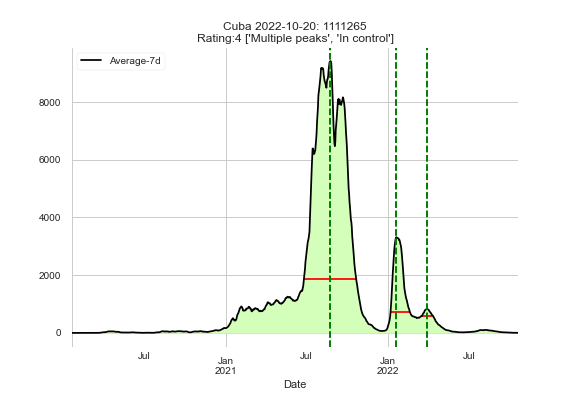 Cuba 2022-10-20: 1111265
Rating:4 ['Multiple peaks', 'In control']
Average-7d
8000
6000
4000
2000
0
Jul
Jan
2021
Jul
Jan
2022
Jul
Date